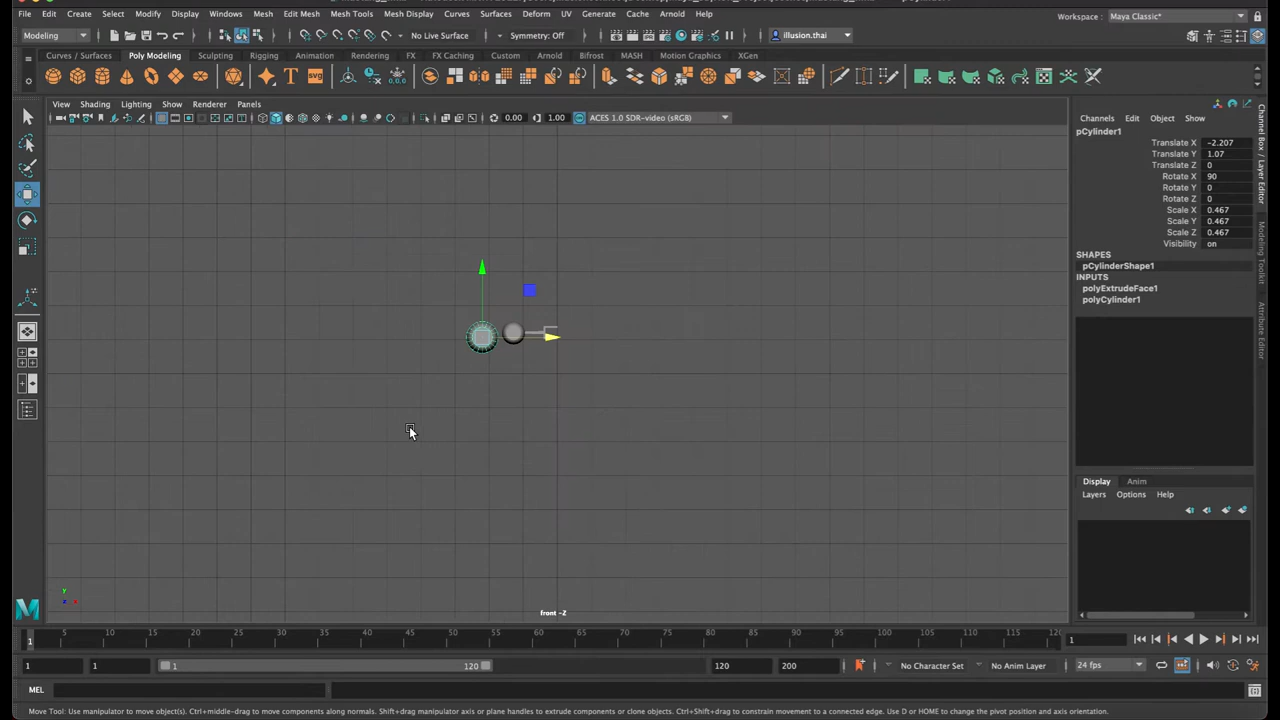 File Edit Create Select Modify Display Windows Mesh Edit Mesh Mesh Tools Mesh Display Curves Surfaces Deform UV Generate Cache Arnold Help
Workspace : Maya Classic*
Modeling No Live Surface Symmetry: Off illusion.thai
Curves / Surfaces Poly Modeling Sculpting Rigging Animation Rendering FX FX Caching Custom Arnold Bifrost MASH Motion Graphics XGen
View Shading Lighting Show Renderer Panels
0.00 1.00 ACES 1.0 SDR-video (sRGB)
Channels Edit Object Show
pCylinder1
Translate X -2.207
Translate Y 1.07
Translate Z 0
Rotate X 90
Rotate Y 0
Rotate Z 0
Scale X 0.467
Scale Y 0.467
Scale Z 0.467
Visibility on
SHAPES
pCylinderShape1
INPUTS
polyExtrudeFace1
polyCylinder1
Channel Box / Layer Editor
Modeling Toolkit
Attribute Editor
Display Anim
Layers Options Help
front -Z
1 5 10 15 20 25 30 35 40 45 50 55 60 65 70 75 80 85 90 95 100 105 110 115 120 1
1 1 1 120 120 200 No Character Set No Anim Layer 24 fps
MEL
Move Tool: Use manipulator to move object(s). Ctrl+middle-drag to move components along normals. Shift+drag manipulator axis or plane handles to extrude components or clone objects. Ctrl+Shift+drag to constrain movement to a connected edge. Use D or HOME to change the pivot position and axis orientation.